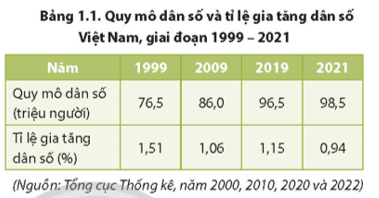 Bảng 1.1. Quy mô dân số và tỉ lệ gia tăng dân số
Việt Nam, giai đoạn 1999 – 2021
Năm 1999 2009 2019 2021
Quy mô dân số
(triệu người) 76,5 86,0 96,5 98,5
Tỉ lệ gia tăng
dân số (%) 1,51 1,06 1,15 0,94
(Nguồn: Tổng cục Thống kê, năm 2000, 2010, 2020 và 2022)